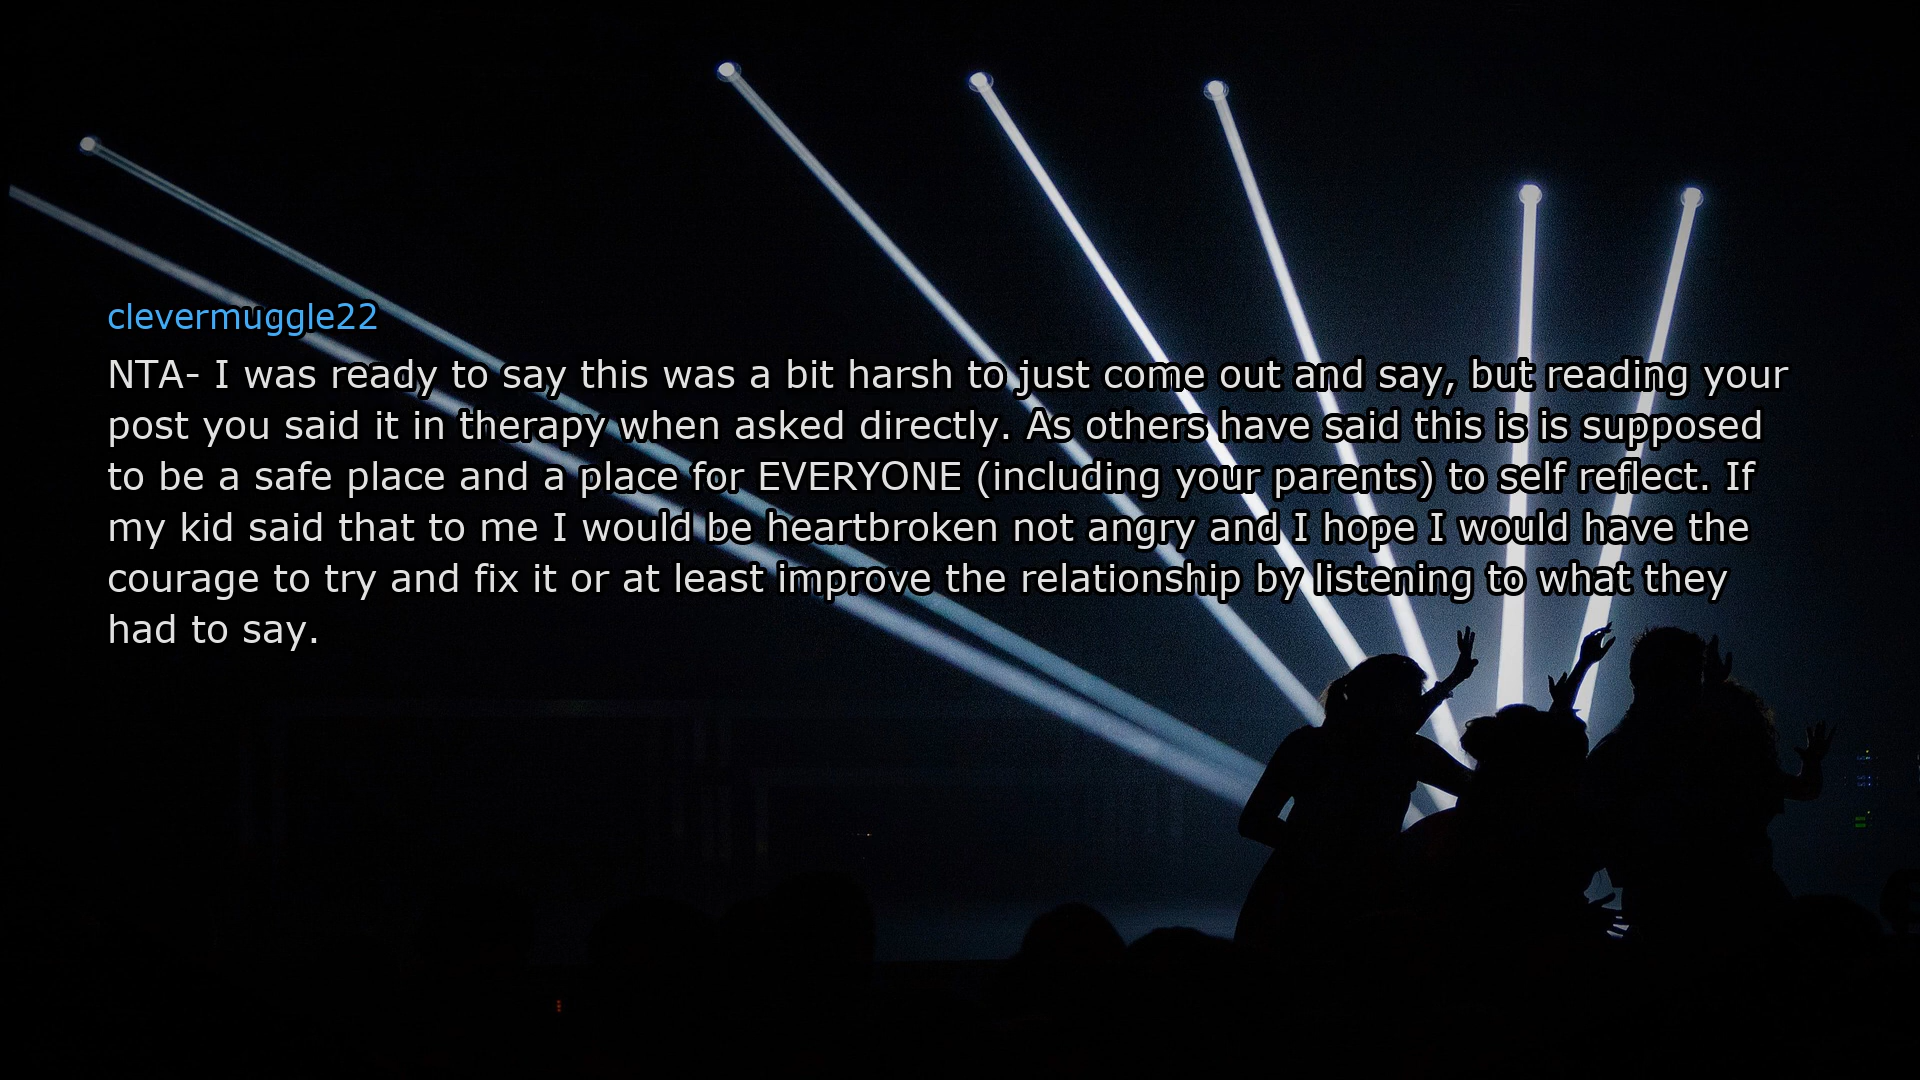 clevermuggle22
NTA- I was ready to say this was a bit harsh to just come out and say, but reading your
post you said it in therapy when asked directly. As others have said this is is supposed
to be a safe place and a place for EVERYONE (including your parents) to self reflect. If
my kid said that to me I would be heartbroken not angry and I hope I would have the
courage to try and fix it or at least improve the relationship by listening to what they
had to say.